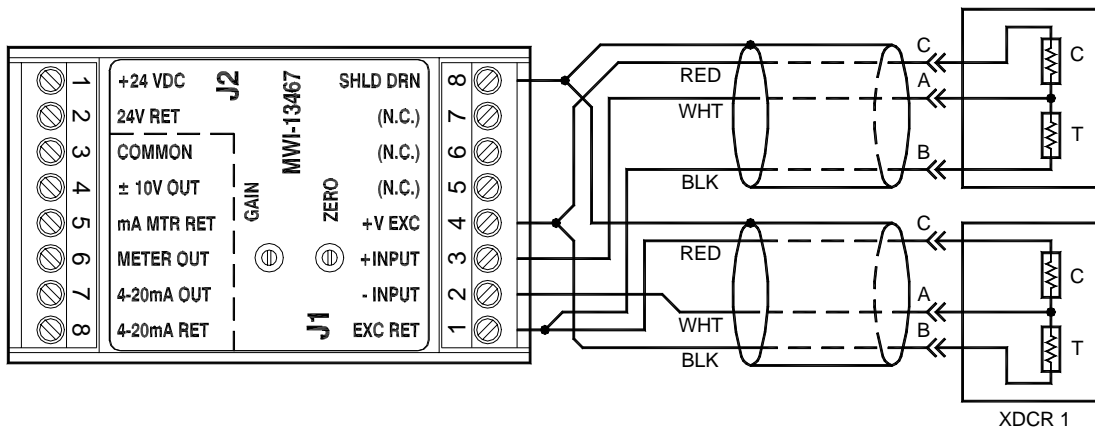 1 +24 VDC
2 24V RET
3 COMMON
4 ± 10V OUT
5 mA MTR RET
6 METER OUT
7 4-20mA OUT
8 4-20mA RET
J2
MWI-13467
GAIN
ZERO
J1
SHLD DRN 8
(N.C.) 7
(N.C.) 6
(N.C.) 5
+V EXC 4
+INPUT 3
- INPUT 2
EXC RET 1
RED
WHT
BLK
C
A
B
C
T
RED
WHT
BLK
C
A
B
C
T
XDCR 1